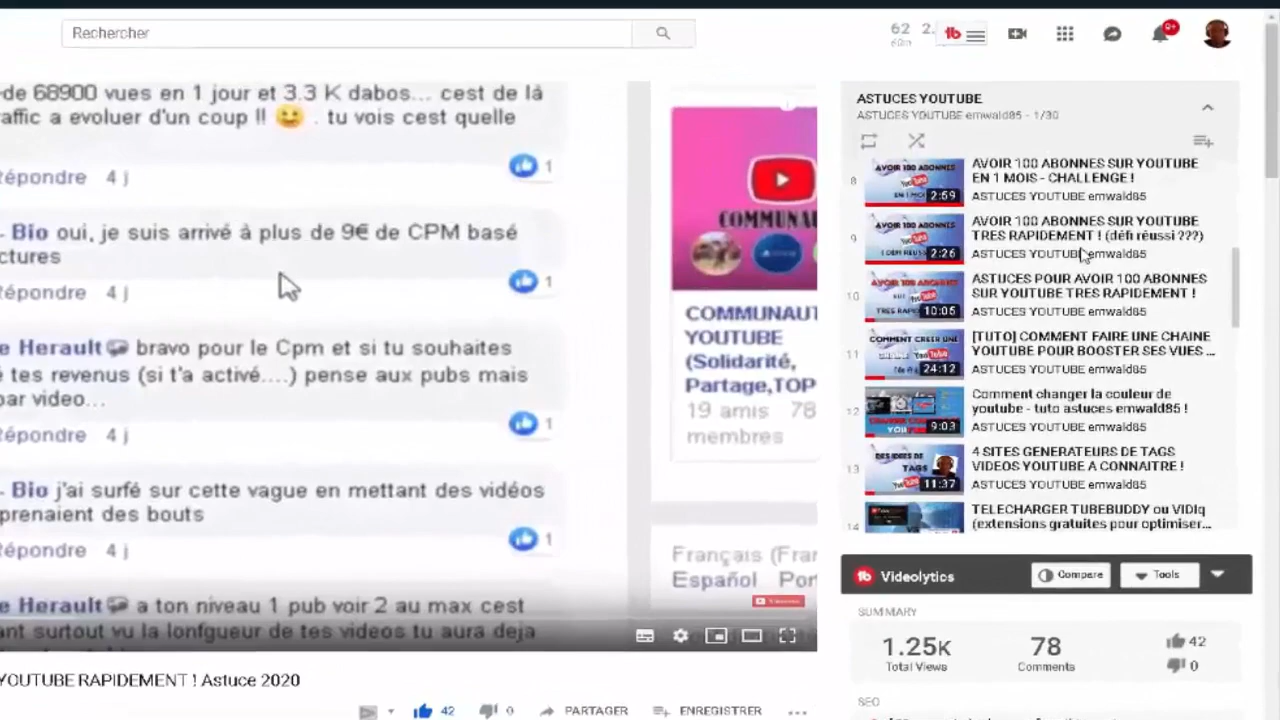 Rechercher
62
60m
2.
9+
-de 68900 vues en 1 jour et 3.3 K dabos... cest de là
affic a evoluer d'un coup !! 😀 . tu vois cest quelle
1
épondre 4 j
- Bio oui, je suis arrivé à plus de 9€ de CPM basé
ctures
1
épondre 4 j
e Herault bravo pour le Cpm et si tu souhaites
é tes revenus (si t'a activé....) pense aux pubs mais
par video...
1
épondre 4 j
- Bio j'ai surfé sur cette vague en mettant des vidéos
prenaient des bouts
1
épondre 4 j
e Herault a ton niveau 1 pub voir 2 au max cest
ant surtout vu la lonfgueur de tes videos tu aura deja
COMMUNAU
COMMUNAUT
YOUTUBE
(Solidarité,
Partage,TOP
19 amis 78
membres
Français (Fran
Español Port
YOUTUBE RAPIDEMENT ! Astuce 2020
42 0 PARTAGER ENREGISTRER
ASTUCES YOUTUBE
ASTUCES YOUTUBE emwald85 - 1/30
8
2:59
AVOIR 100 ABONNES SUR YOUTUBE
EN 1 MOIS - CHALLENGE !
ASTUCES YOUTUBE emwald85
9
2:26
AVOIR 100 ABONNES SUR YOUTUBE
TRES RAPIDEMENT ! (défi réussi ???)
ASTUCES YOUTUBE emwald85
10
10:05
ASTUCES POUR AVOIR 100 ABONNES
SUR YOUTUBE TRES RAPIDEMENT !
ASTUCES YOUTUBE emwald85
11
24:12
[TUTO] COMMENT FAIRE UNE CHAINE
YOUTUBE POUR BOOSTER SES VUES ...
ASTUCES YOUTUBE emwald85
12
9:03
Comment changer la couleur de
youtube - tuto astuces emwald85 !
ASTUCES YOUTUBE emwald85
13
11:37
4 SITES GENERATEURS DE TAGS
VIDEOS YOUTUBE A CONNAITRE !
ASTUCES YOUTUBE emwald85
14
TELECHARGER TUBEBUDDY ou VIDIq
(extensions gratuites pour optimiser...
Videolytics Compare Tools
SUMMARY
1.25K 78 42
Total Views Comments 0
SEO